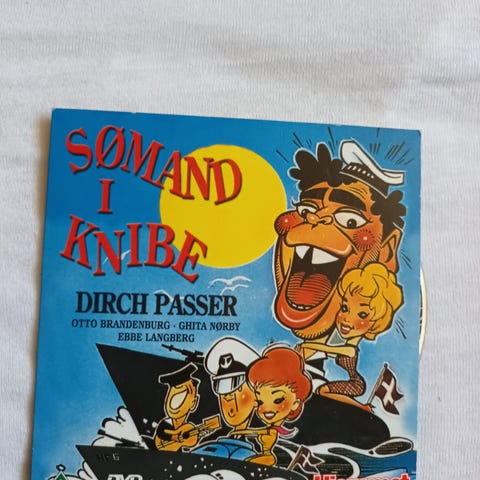 SØMAND
I
KNIBE
DIRCH PASSER
OTTO BRANDENBURG · GHITA NØRBY
EBBE LANGBERG